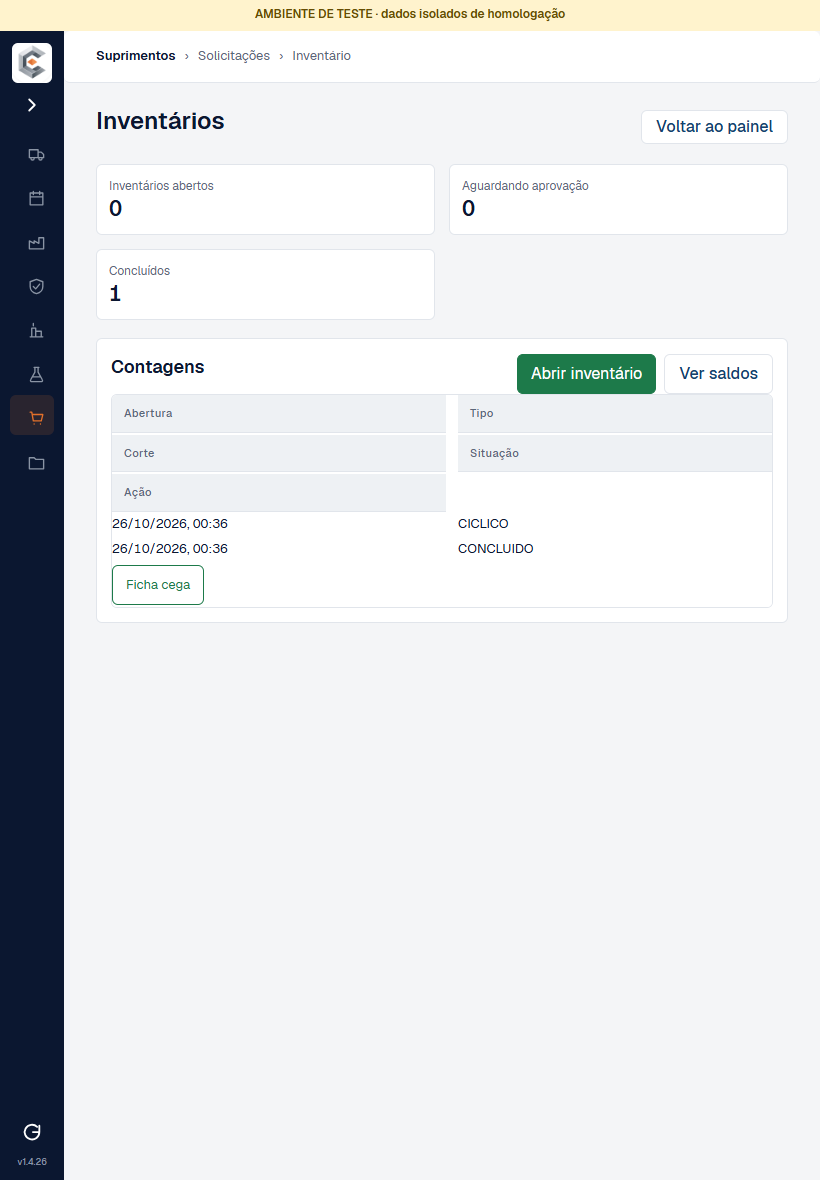 AMBIENTE DE TESTE · dados isolados de homologação
Suprimentos › Solicitações › Inventário
Inventários
Voltar ao painel
Inventários abertos
0
Aguardando aprovação
0
Concluídos
1
Contagens
Abrir inventário
Ver saldos
Abertura
Tipo
Corte
Situação
Ação
26/10/2026, 00:36
CICLICO
26/10/2026, 00:36
CONCLUIDO
Ficha cega
v1.4.26